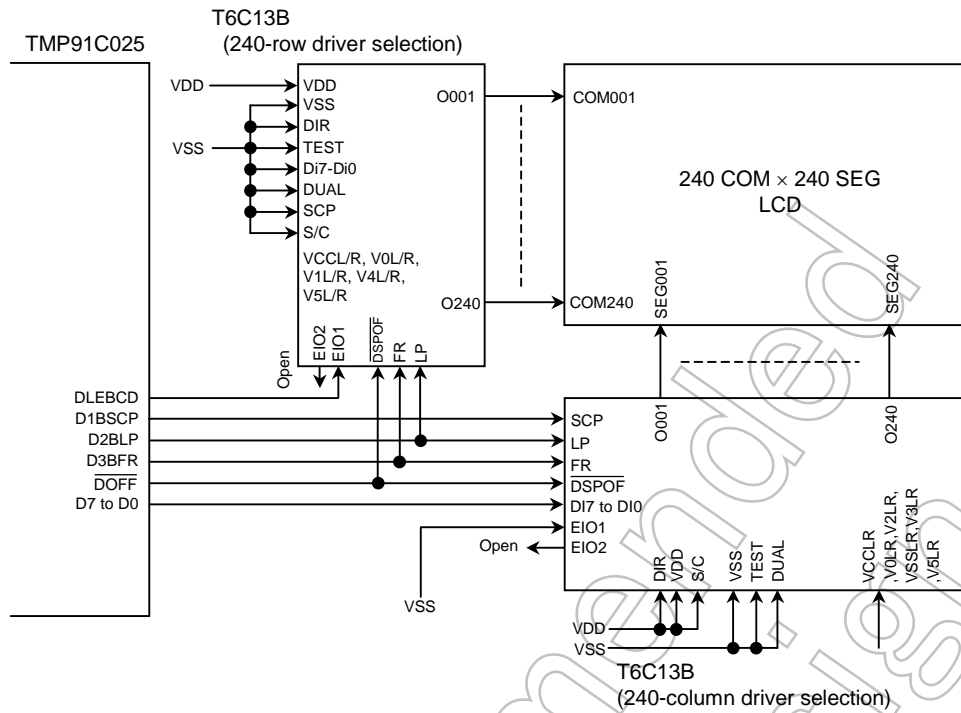 T6C13B
(240-row driver selection)
TMP91C025
VDD
VSS
VDD
VSS
DIR
TEST
Di7-Di0
DUAL
SCP
S/C
VCCL/R, V0L/R,
V1L/R, V4L/R,
V5L/R
O001
O240
Open
EIO2
EIO1
DSPOF
FR
LP
COM001
COM240
240 COM × 240 SEG
LCD
SEG001
SEG240
DLEBCD
D1BSCP
D2BLP
D3BFR
DOFF
D7 to D0
O001
O240
SCP
LP
FR
DSPOF
DI7 to DI0
EIO1
EIO2
Open
VSS
DIR
VDD
S/C
VSS
TEST
DUAL
VCCLR
, V0LR,V2LR,
VSSLR,V3LR
,V5LR
VDD
VSS
T6C13B
(240-column driver selection)
mended
sign